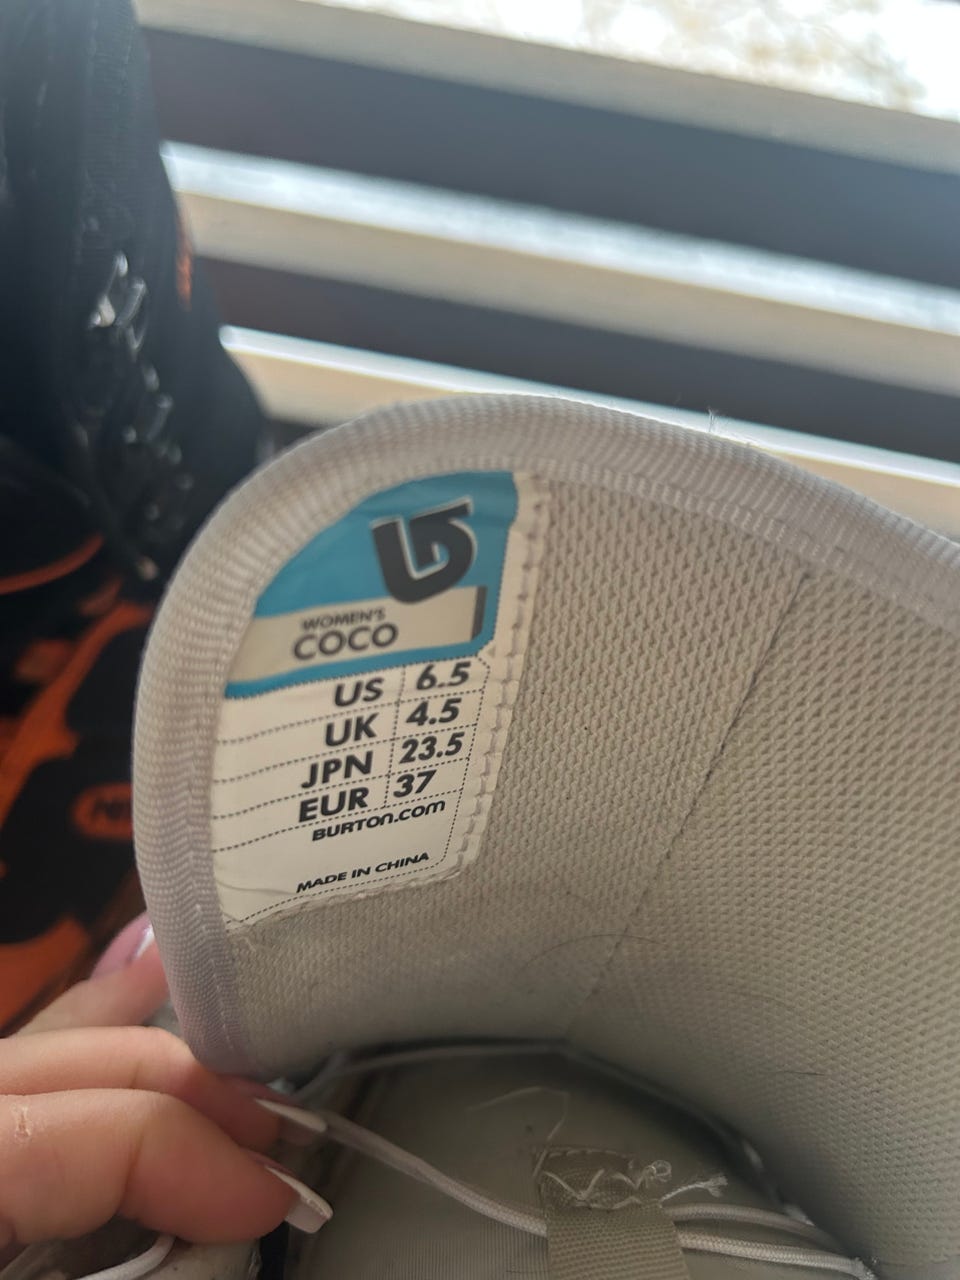 WOMEN'S
COCO
US 6.5
UK 4.5
JPN 23.5
EUR 37
BURTON.COM
MADE IN CHINA